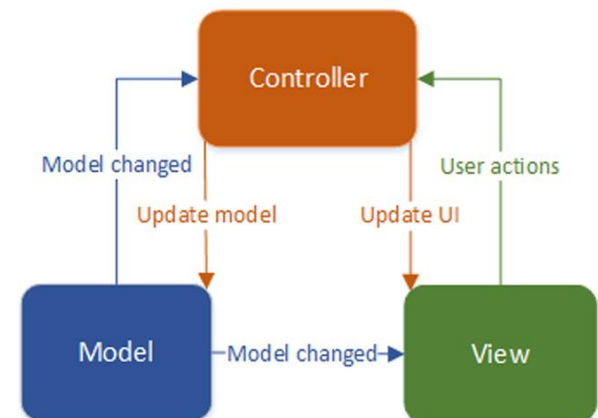 Controller
Model changed
User actions
Update model
Update UI
Model
Model changed
View